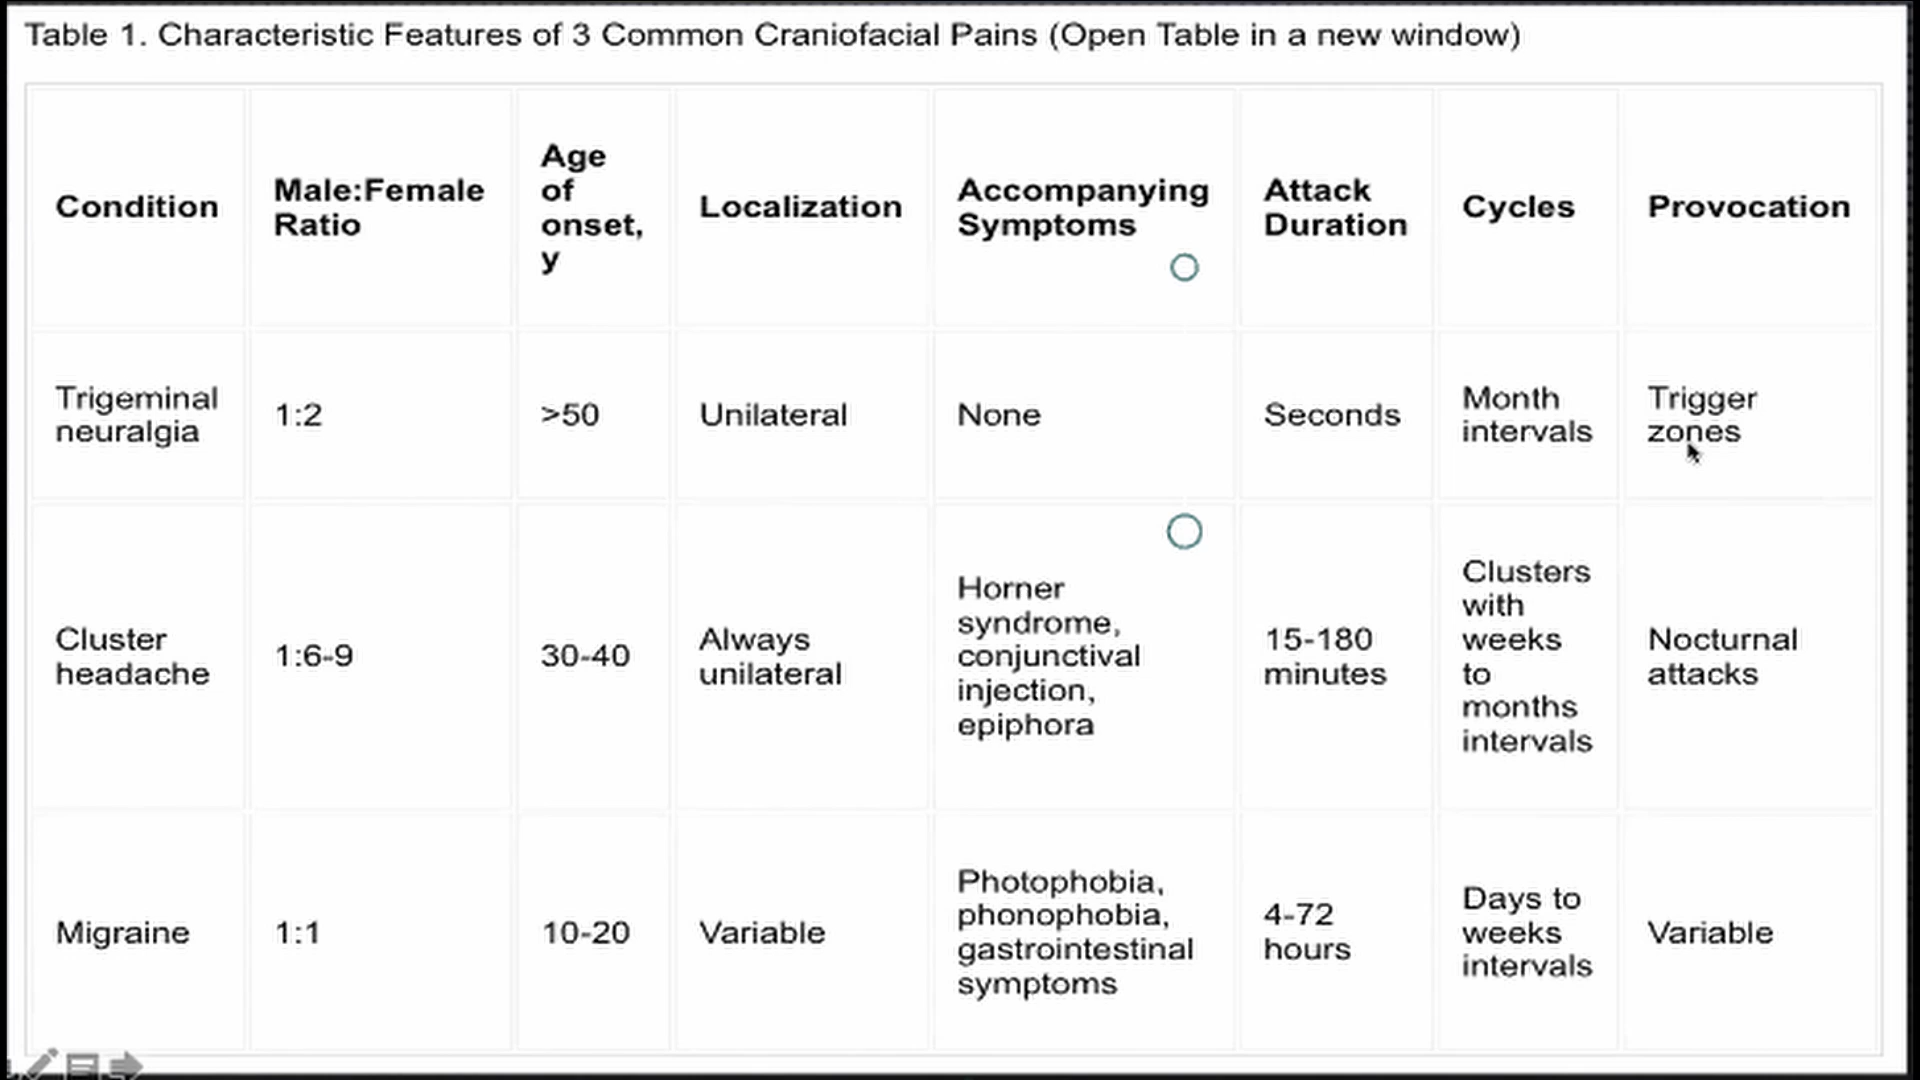 Table 1. Characteristic Features of 3 Common Craniofacial Pains (Open Table in a new window)
Condition
Male:Female
Ratio
Age
of
onset,
y
Localization
Accompanying
Symptoms
Attack
Duration
Cycles
Provocation
Trigeminal
neuralgia
1:2
>50
Unilateral
None
Seconds
Month
intervals
Trigger
zones
Cluster
headache
1:6-9
30-40
Always
unilateral
Horner
syndrome,
conjunctival
injection,
epiphora
15-180
minutes
Clusters
with
weeks
to
months
intervals
Nocturnal
attacks
Migraine
1:1
10-20
Variable
Photophobia,
phonophobia,
gastrointestinal
symptoms
4-72
hours
Days to
weeks
intervals
Variable